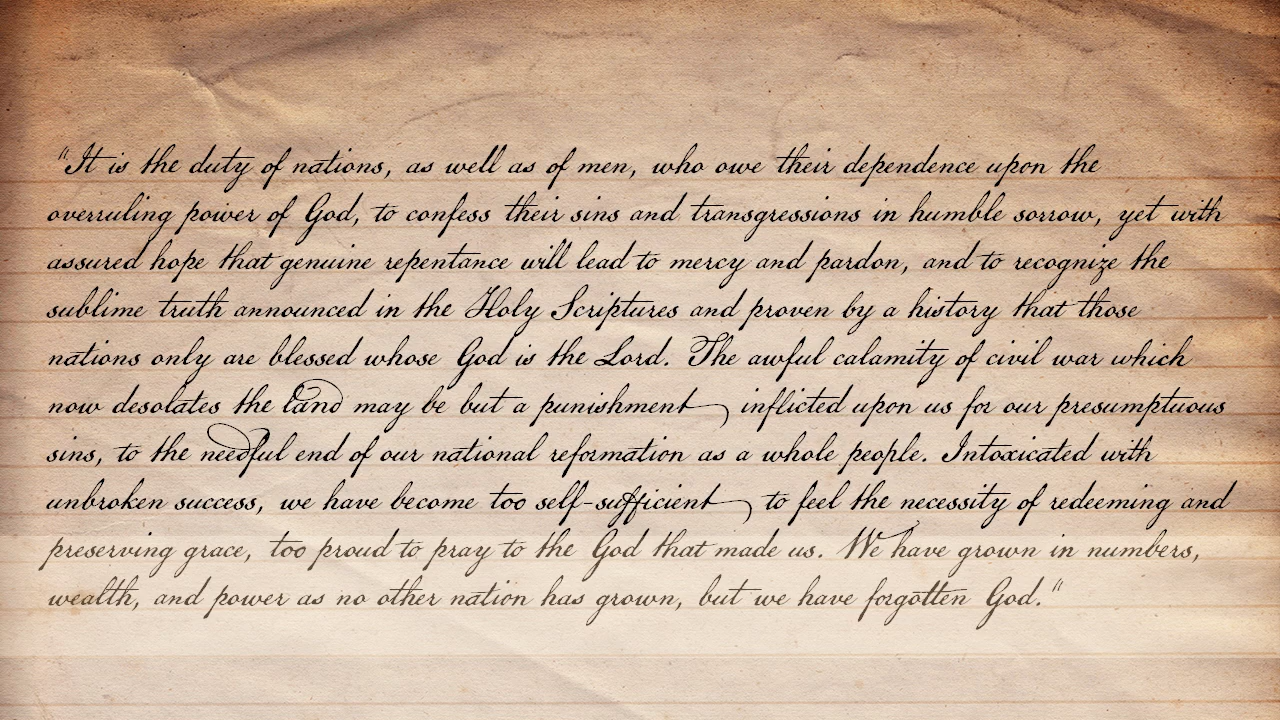 "It is the duty of nations, as well as of men, who owe their dependence upon the
overruling power of God, to confess their sins and transgressions in humble sorrow, yet with
assured hope that genuine repentance will lead to mercy and pardon, and to recognize the
sublime truth announced in the Holy Scriptures and proven by a history that those
nations only are blessed whose God is the Lord. The awful calamity of civil war which
now desolates the land may be but a punishment inflicted upon us for our presumptuous
sins, to the needful end of our national reformation as a whole people. Intoxicated with
unbroken success, we have become too self-sufficient to feel the necessity of redeeming and
preserving grace, too proud to pray to the God that made us. We have grown in numbers,
wealth, and power as no other nation has grown, but we have forgotten God."